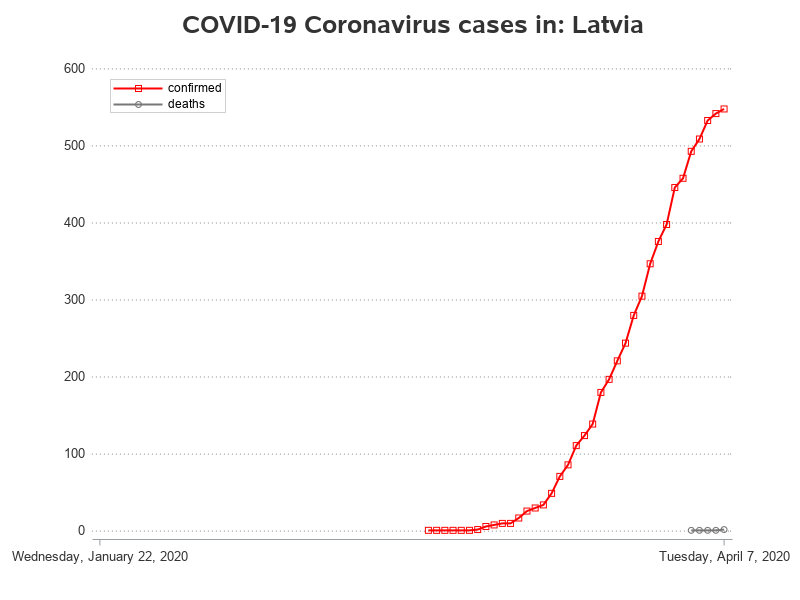 COVID-19 Coronavirus cases in: Latvia
600
confirmed
deaths
500
400
300
200
100
0
Wednesday, January 22, 2020 Tuesday, April 7, 2020